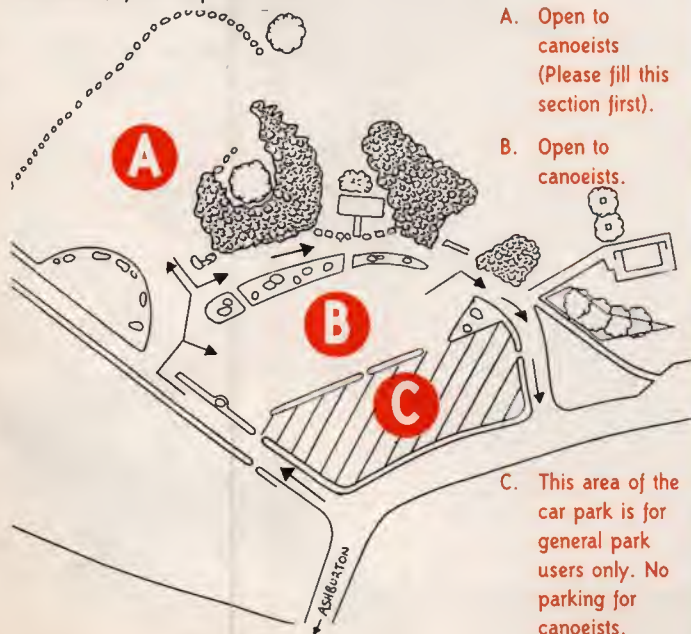 A. Open to
canoeists
(Please fill this
section first).
B. Open to
canoeists.
A
B
C
C. This area of the
car park is for
general park
users only. No
parking for
canoeists.
ASHBURTON